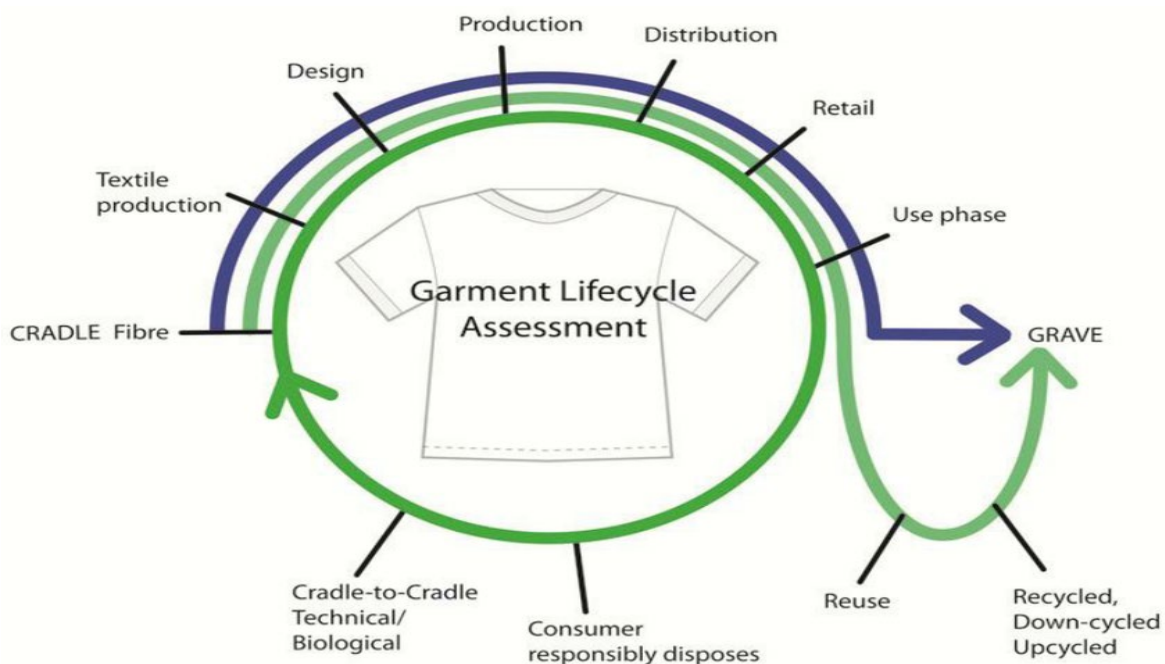 Production
Distribution
Design
Retail
Textile
production
Use phase
Garment Lifecycle
Assessment
CRADLE Fibre
GRAVE
Cradle-to-Cradle
Technical/
Biological
Consumer
responsibly disposes
Reuse
Recycled,
Down-cycled
Upcycled